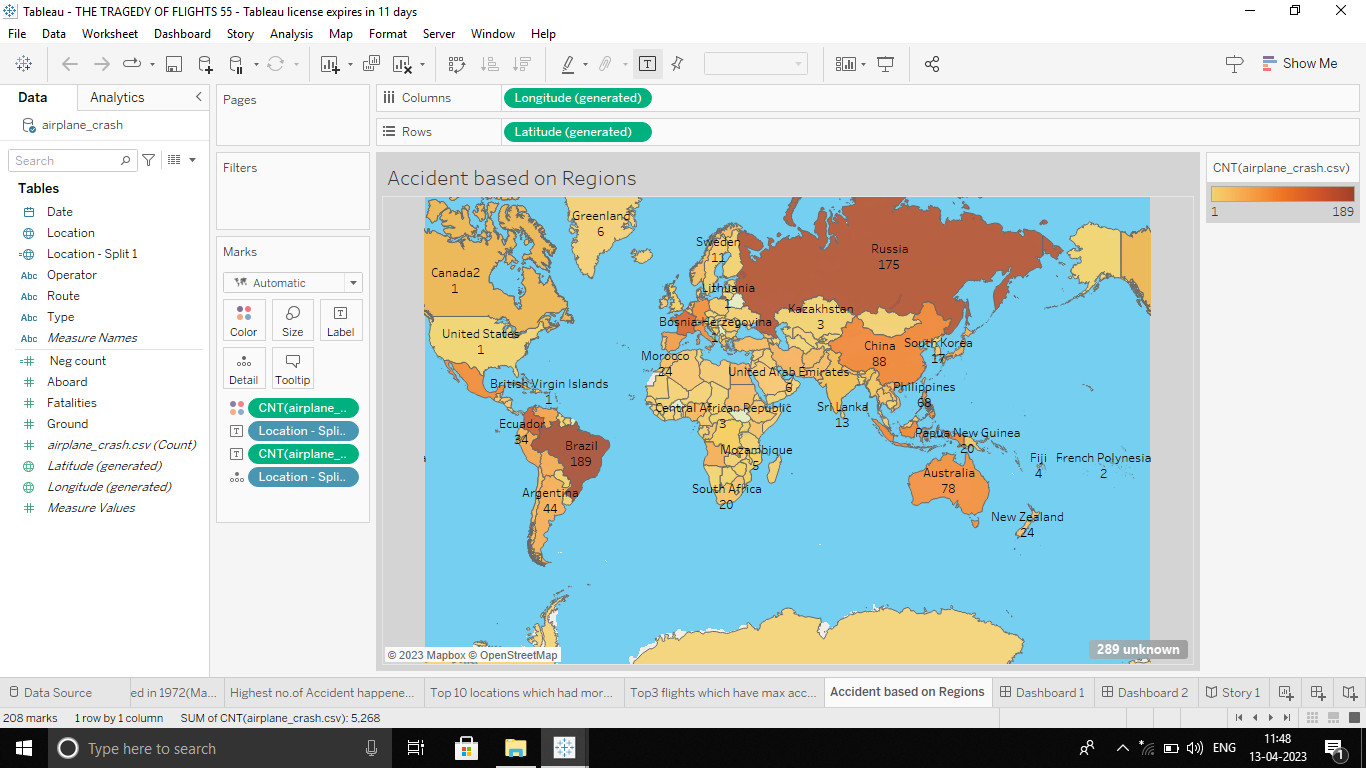 Tableau - THE TRAGEDY OF FLIGHTS 55 - Tableau license expires in 11 days
File Data Worksheet Dashboard Story Analysis Map Format Server Window Help
Show Me
Data Analytics
airplane_crash
Search
Tables
Date
Location
Location - Split 1
Abc Operator
Abc Route
Abc Type
Abc Measure Names
Neg count
Aboard
Fatalities
Ground
airplane_crash.csv (Count)
Latitude (generated)
Longitude (generated)
Measure Values
Pages
Filters
Marks
Automatic
Color Size Label
Detail Tooltip
CNT(airplane_..
Location - Spli..
CNT(airplane_..
Location - Spli..
Columns Longitude (generated)
Rows Latitude (generated)
Accident based on Regions
Greenland
6
Sweden
11
Russia
175
Canada2
1
Lithuania
1
Kazakhstan
3
Bosnia-Herzegovina
1
United States
1
China
88
South Korea
17
Morocco
24
United Arab Emirates
6
British Virgin Islands
1
Philippines
68
Central African Republic
3
Sri Lanka
13
Ecuador
34
Brazil
189
Papua New Guinea
20
Mozambique
5
Fiji
4
French Polynesia
2
Australia
78
South Africa
20
Argentina
44
New Zealand
24
© 2023 Mapbox © OpenStreetMap
289 unknown
CNT(airplane_crash.csv)
1 189
Data Source ed in 1972(Ma... Highest no.of Accident happene... Top 10 locations which had mor... Top3 flights which have max acc... Accident based on Regions Dashboard 1 Dashboard 2 Story 1
208 marks 1 row by 1 column SUM of CNT(airplane_crash.csv): 5,268
Type here to search
ENG
11:48
13-04-2023
1